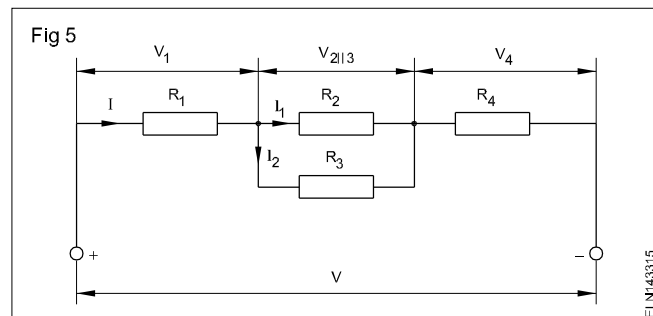 Fig 5
V1 V2||3 V4
I R1 I1 R2 R4
I2 R3
+ –
V
ELN143315